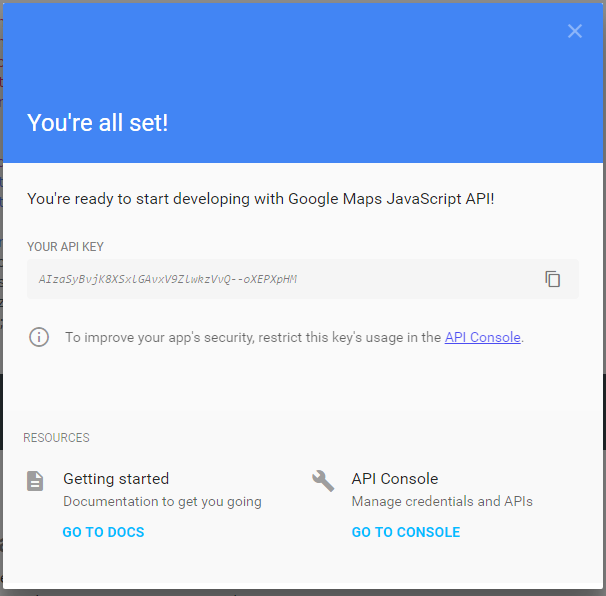 You're all set!
You're ready to start developing with Google Maps JavaScript API!
YOUR API KEY
AIzaSyBvjK8XSxlGAvxV9ZlwkzVvQ--oXEPXpHM
To improve your app's security, restrict this key's usage in the API Console.
RESOURCES
Getting started
Documentation to get you going
GO TO DOCS
API Console
Manage credentials and APIs
GO TO CONSOLE